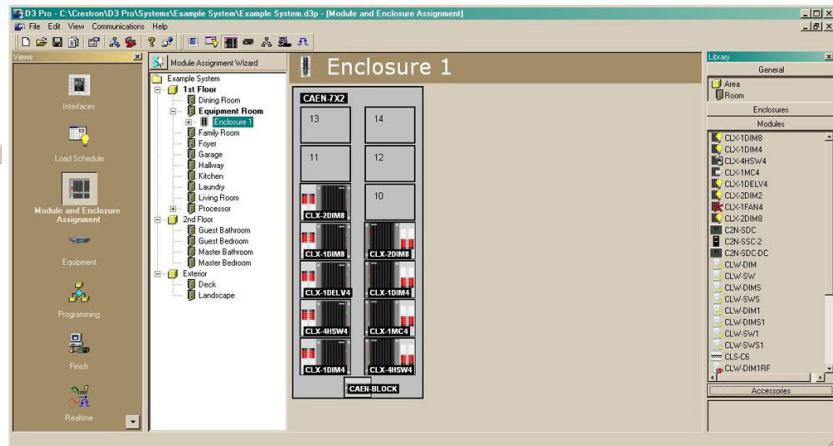 D3 Pro - C:\Crestron\D3 Pro\Systems\Example System\Example System.d3p - [Module and Enclosure Assignment]
File Edit View Communications Help
Views
Interfaces
Load Schedule
Module and Enclosure
Assignment
Equipment
Programming
Finish
Realtime
Module Assignment Wizard
Example System
1st Floor
Dining Room
Equipment Room
Enclosure 1
Family Room
Foyer
Garage
Hallway
Kitchen
Laundry
Living Room
Processor
2nd Floor
Guest Bathroom
Guest Bedroom
Master Bathroom
Master Bedroom
Exterior
Deck
Landscape
Enclosure 1
CAEN-7X2
13 14
11 12
10
CLX-2DIM8
CLX-1DIM8 CLX-2DIM8
CLX-1DELV4 CLX-1DIM4
CLX-4HSW4 CLX-1MC4
CLX-1DIM4 CLX-4HSW4
CAEN-BLOCK
Library
General
Area
Room
Enclosures
Modules
CLX-1DIM8
CLX-1DIM4
CLX-4HSW4
CLX-1MC4
CLX-1DELV4
CLX-2DIM2
CLX-1FAN4
CLX-2DIM8
C2N-SDC
C2N-SSC-2
C2N-SDC-DC
CLW-DIM
CLW-SW
CLW-DIMS
CLW-SWS
CLW-DIM1
CLW-DIMS1
CLW-SW1
CLW-SWS1
CLS-C6
CLW-DIM1RF
Accessories